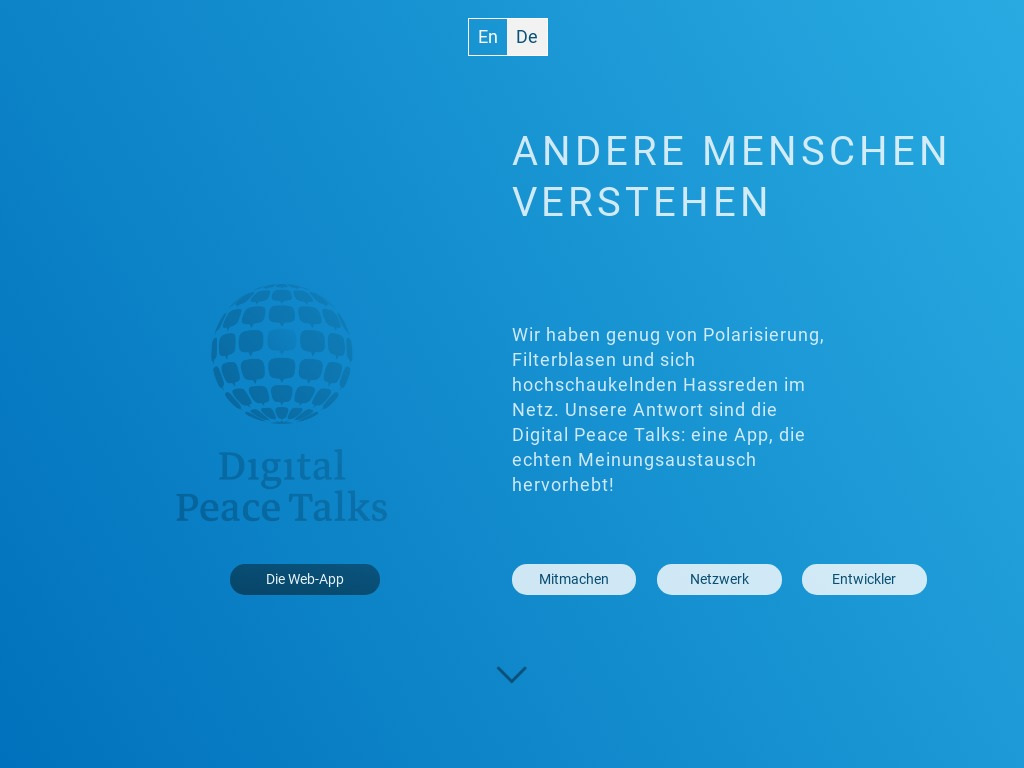 En De
ANDERE MENSCHEN
VERSTEHEN
Wir haben genug von Polarisierung,
Filterblasen und sich
hochschaukelnden Hassreden im
Netz. Unsere Antwort sind die
Digital Peace Talks: eine App, die
echten Meinungsaustausch
hervorhebt!
Digital
Peace Talks
Die Web-App
Mitmachen
Netzwerk
Entwickler